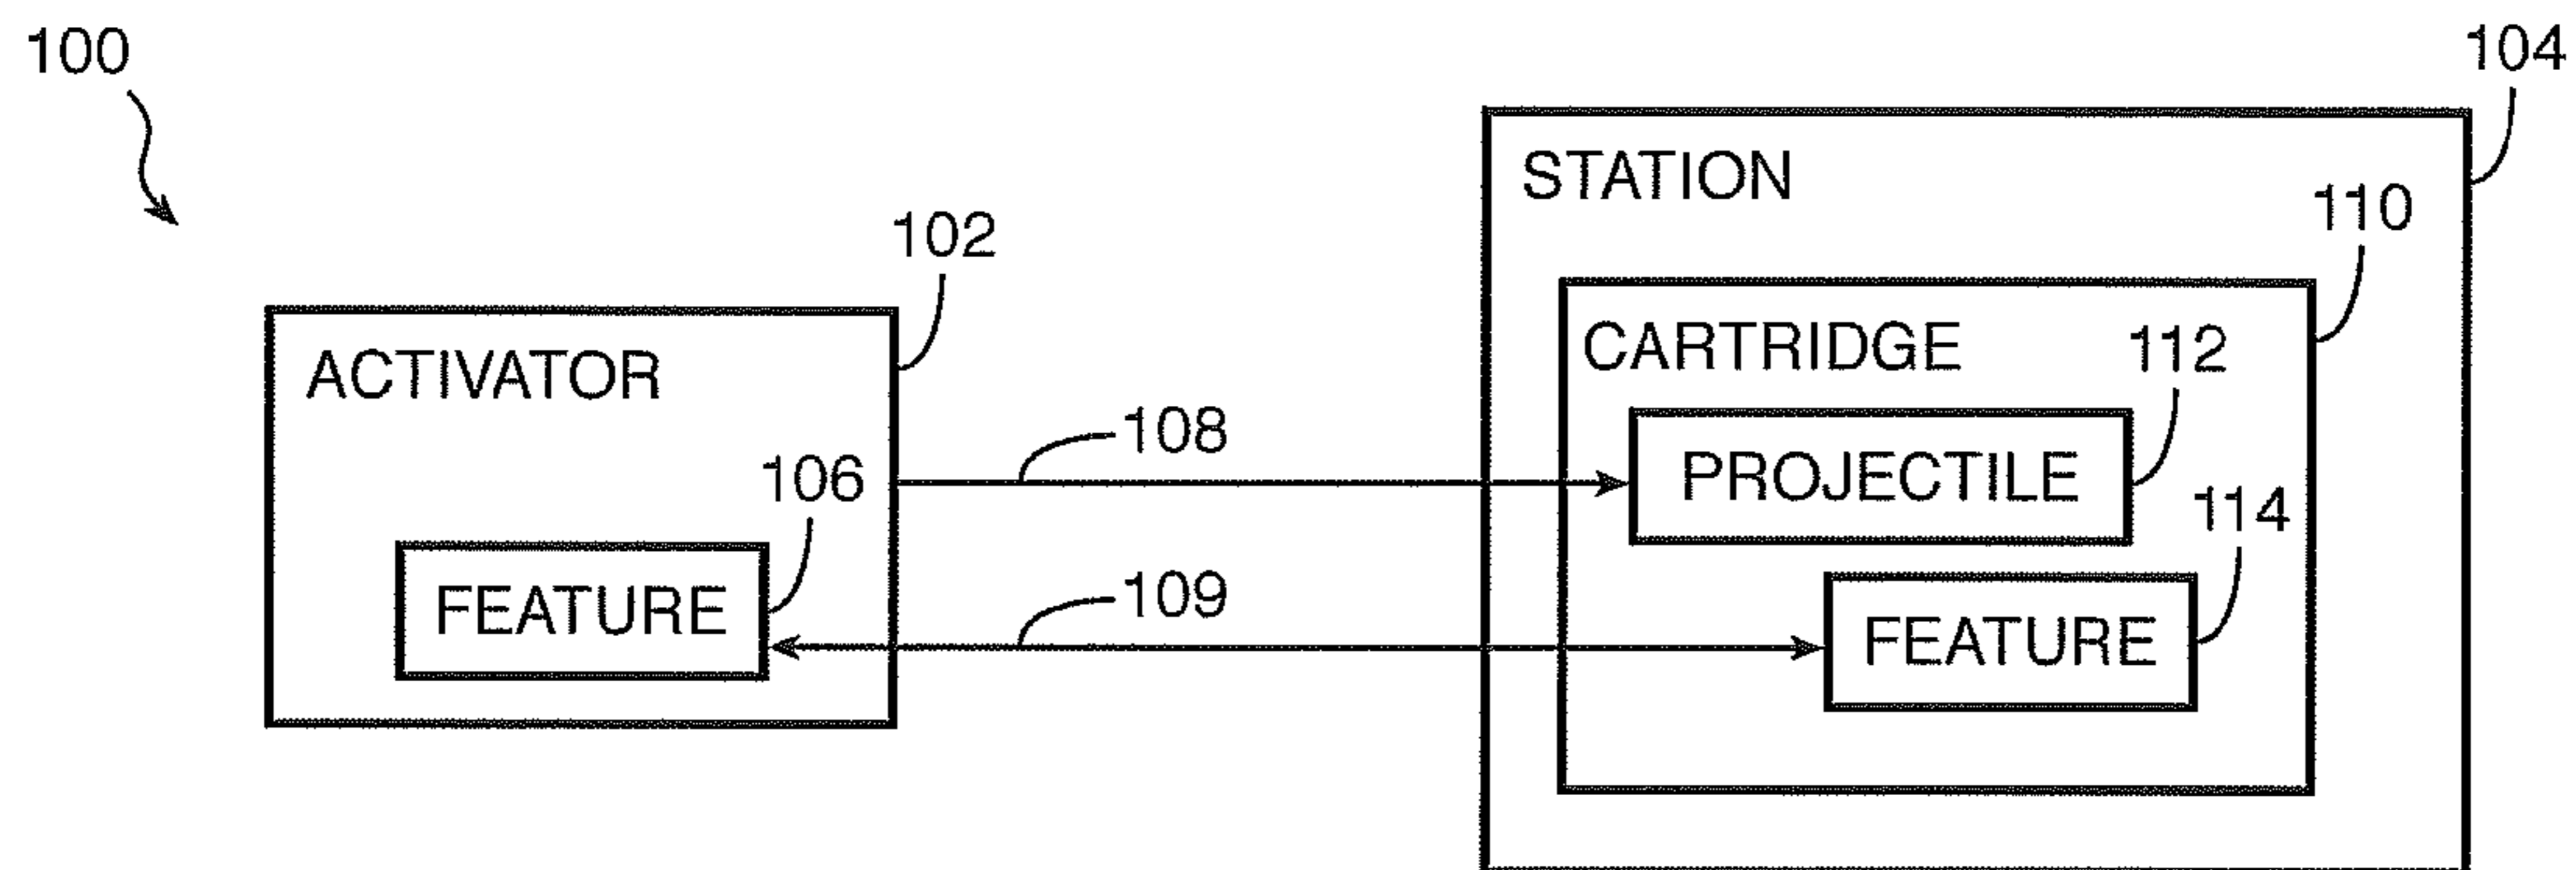 100
104
STATION
110
102
CARTRIDGE
112
ACTIVATOR
108
PROJECTILE
106
114
109
FEATURE
FEATURE